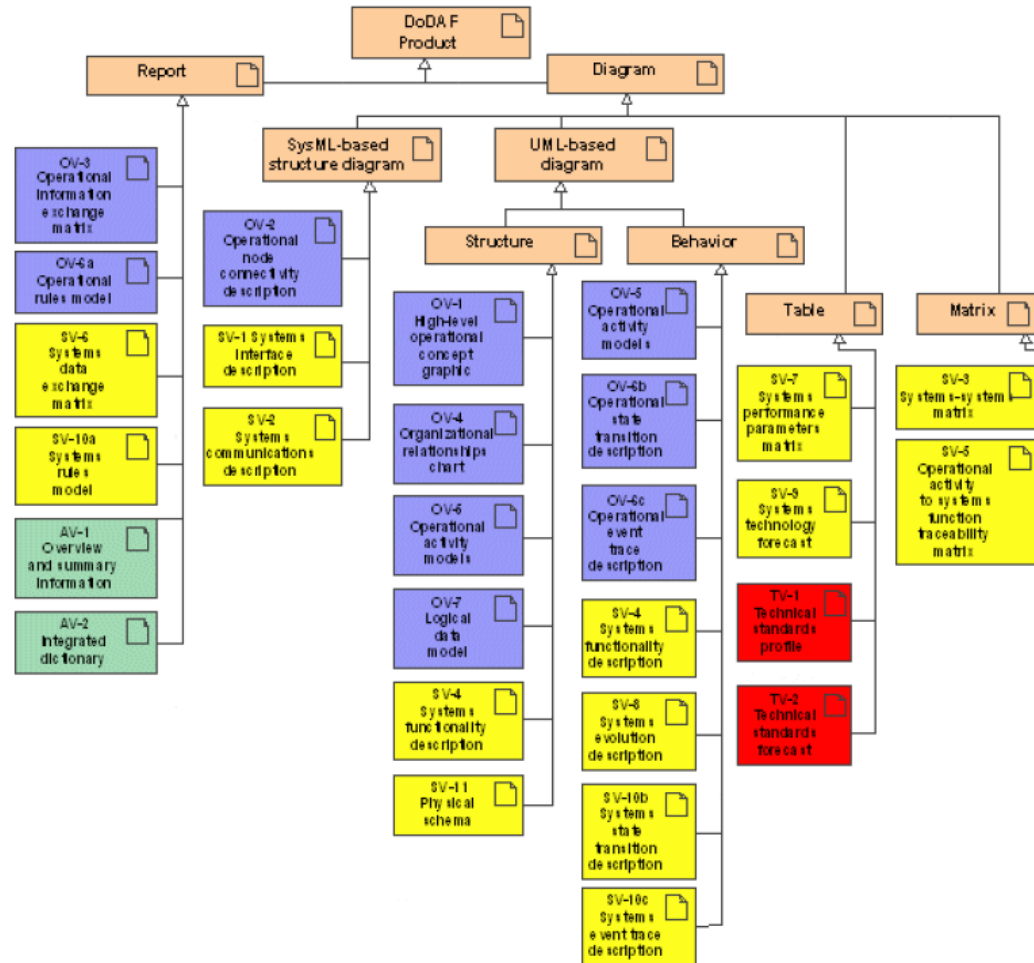 DoDAF
Product
Report
Diagram
SysML-based
structure diagram
UML-based
diagram
Structure
Behavior
Table
Matrix
OV-3
Operational
information
exchange
matrix
OV-6a
Operational
rules model
SV-6
Systems
data
exchange
matrix
SV-10a
Systems
rules
model
AV-1
Overview
and summary
information
AV-2
Integrated
dictionary
OV-2
Operational
node
connectivity
description
SV-1 Systems
Interface
description
SV-2
Systems
communications
description
OV-1
High-level
operational
concept
graphic
OV-4
Organizational
relationships
chart
OV-5
Operational
activity
models
OV-7
Logical
data
model
SV-4
Systems
functionality
description
SV-11
Physical
schema
OV-5
Operational
activity
models
OV-6b
Operational
state
transition
description
OV-6c
Operational
event
trace
description
SV-4
Systems
functionality
description
SV-8
Systems
evolution
description
SV-10b
Systems
state
transition
description
SV-10c
Systems
event trace
description
SV-7
Systems
performance
parameters
matrix
SV-9
Systems
technology
forecast
TV-1
Technical
standards
profile
TV-2
Technical
standards
forecast
SV-3
Systems-systems
matrix
SV-5
Operational
activity
to systems
function
traceability
matrix